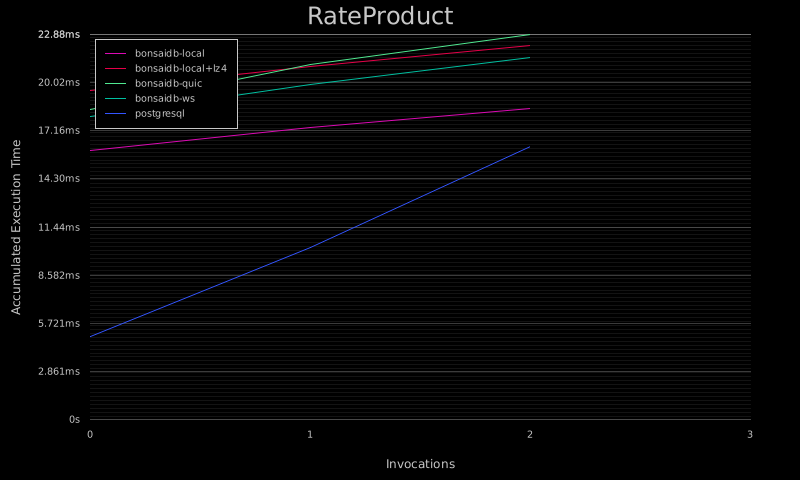 RateProduct
22.88ms
20.02ms
17.16ms
14.30ms
11.44ms
8.582ms
5.721ms
2.861ms
0s
Accumulated Execution Time
bonsaidb-local
bonsaidb-local+lz4
bonsaidb-quic
bonsaidb-ws
postgresql
0 1 2 3
Invocations